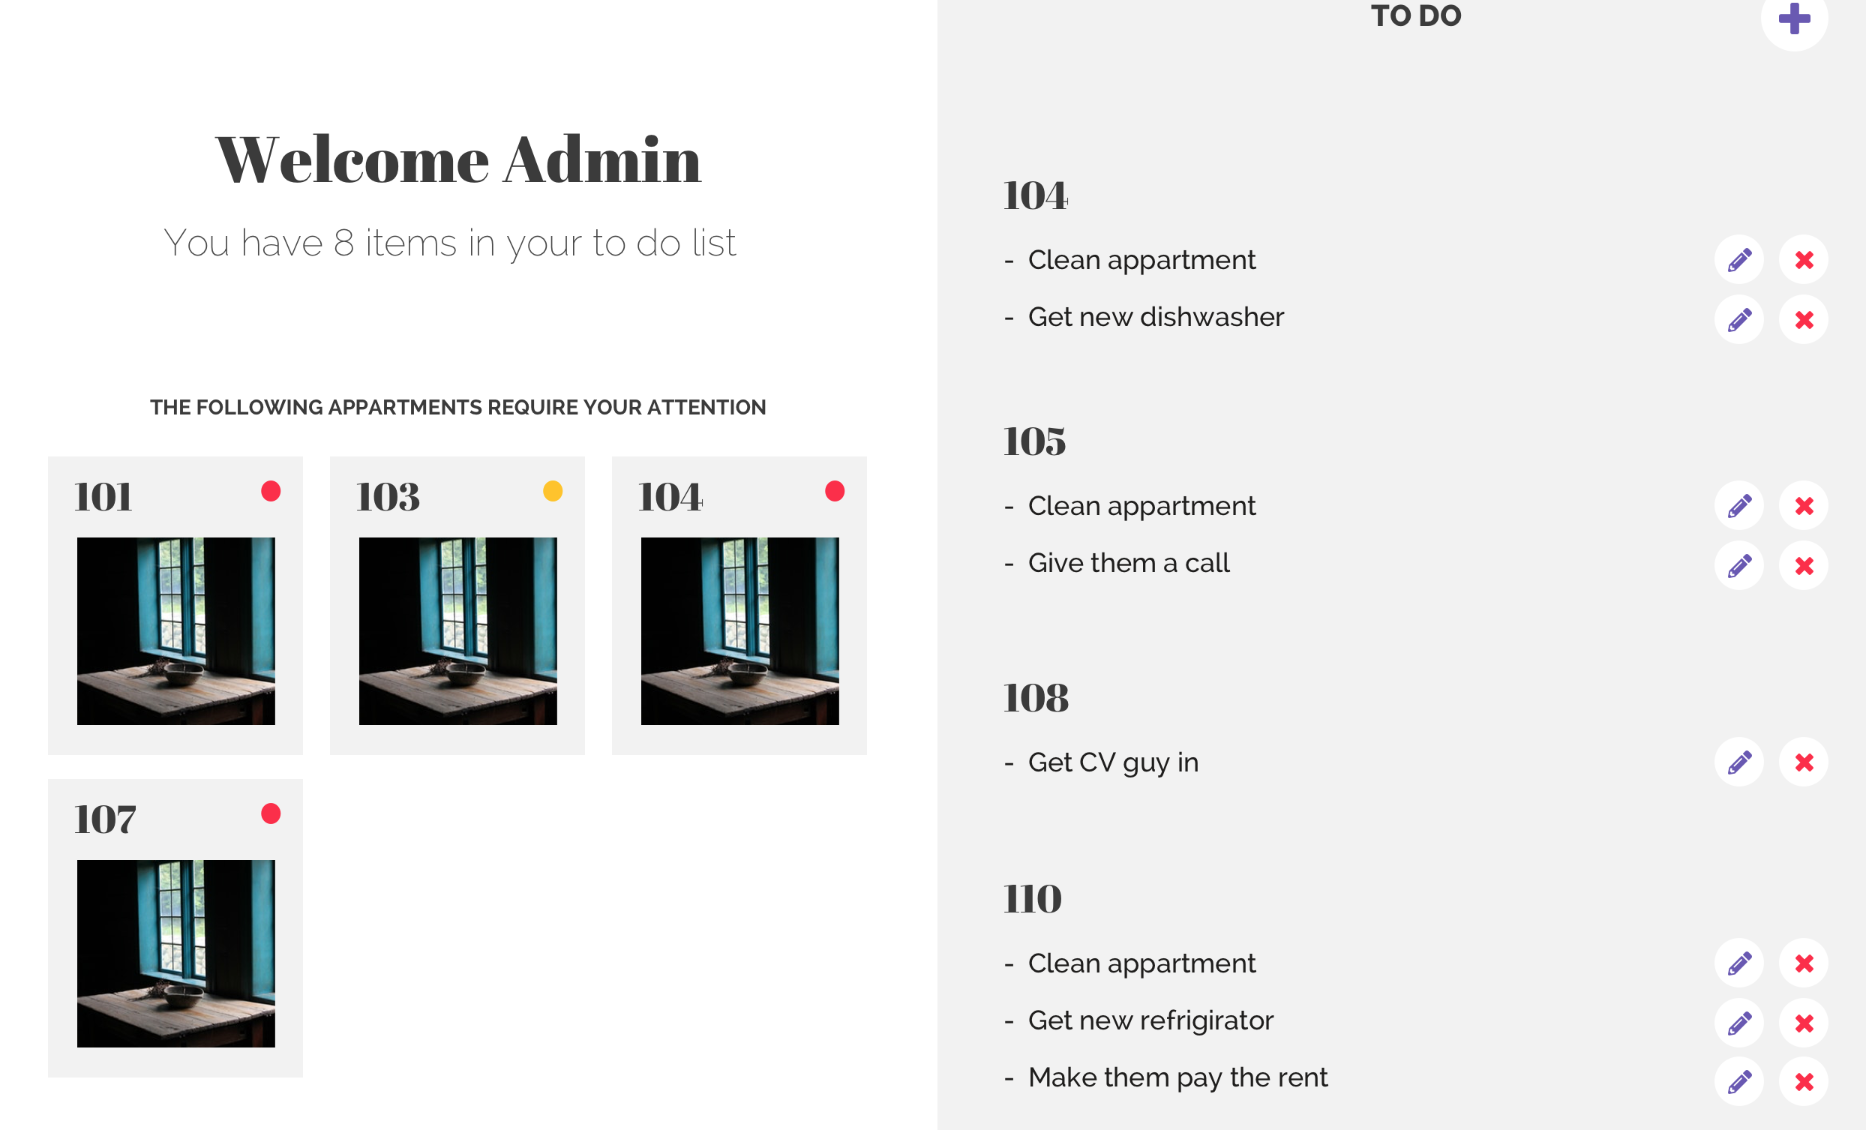 Welcome Admin
You have 8 items in your to do list
THE FOLLOWING APPARTMENTS REQUIRE YOUR ATTENTION
101
103
104
107
TO DO
104
- Clean appartment
- Get new dishwasher
105
- Clean appartment
- Give them a call
108
- Get CV guy in
110
- Clean appartment
- Get new refrigirator
- Make them pay the rent